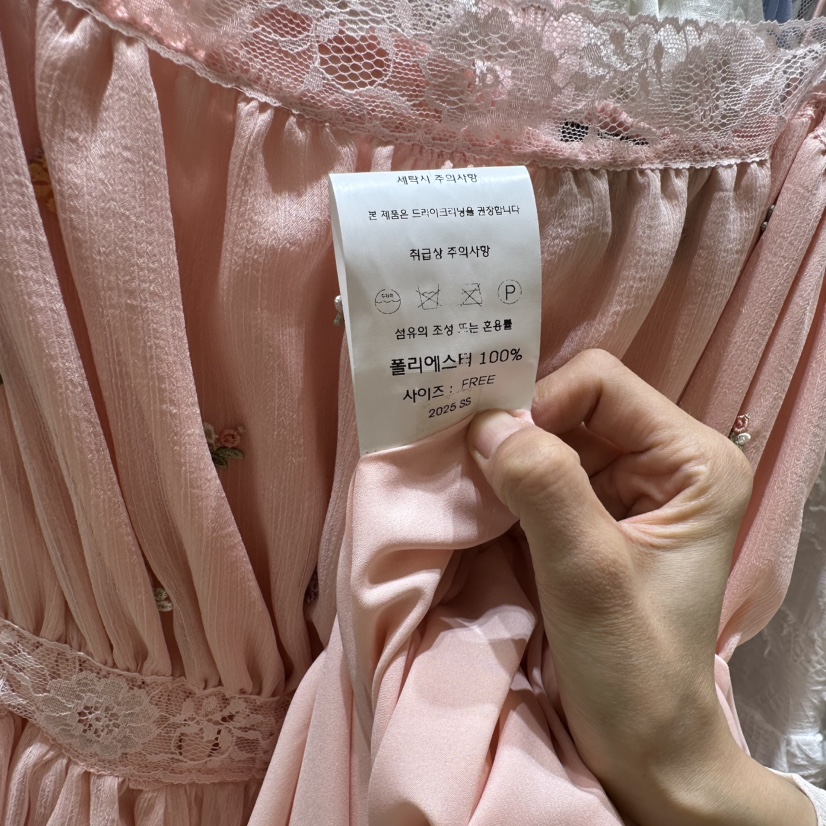 세탁시 주의사항
본 제품은 드라이크리닝을 권장합니다
취급상 주의사항
P
섬유의 조성 또는 혼용률
폴리에스터 100%
사이즈 : FREE
2025 SS